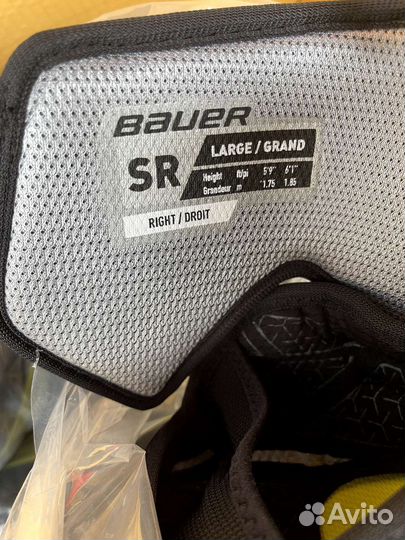 BAUER
SR
LARGE / GRAND
Height ft/pi 5'9" 6'1"
Grandeur m 1.75 1.85
RIGHT / DROIT
Avito